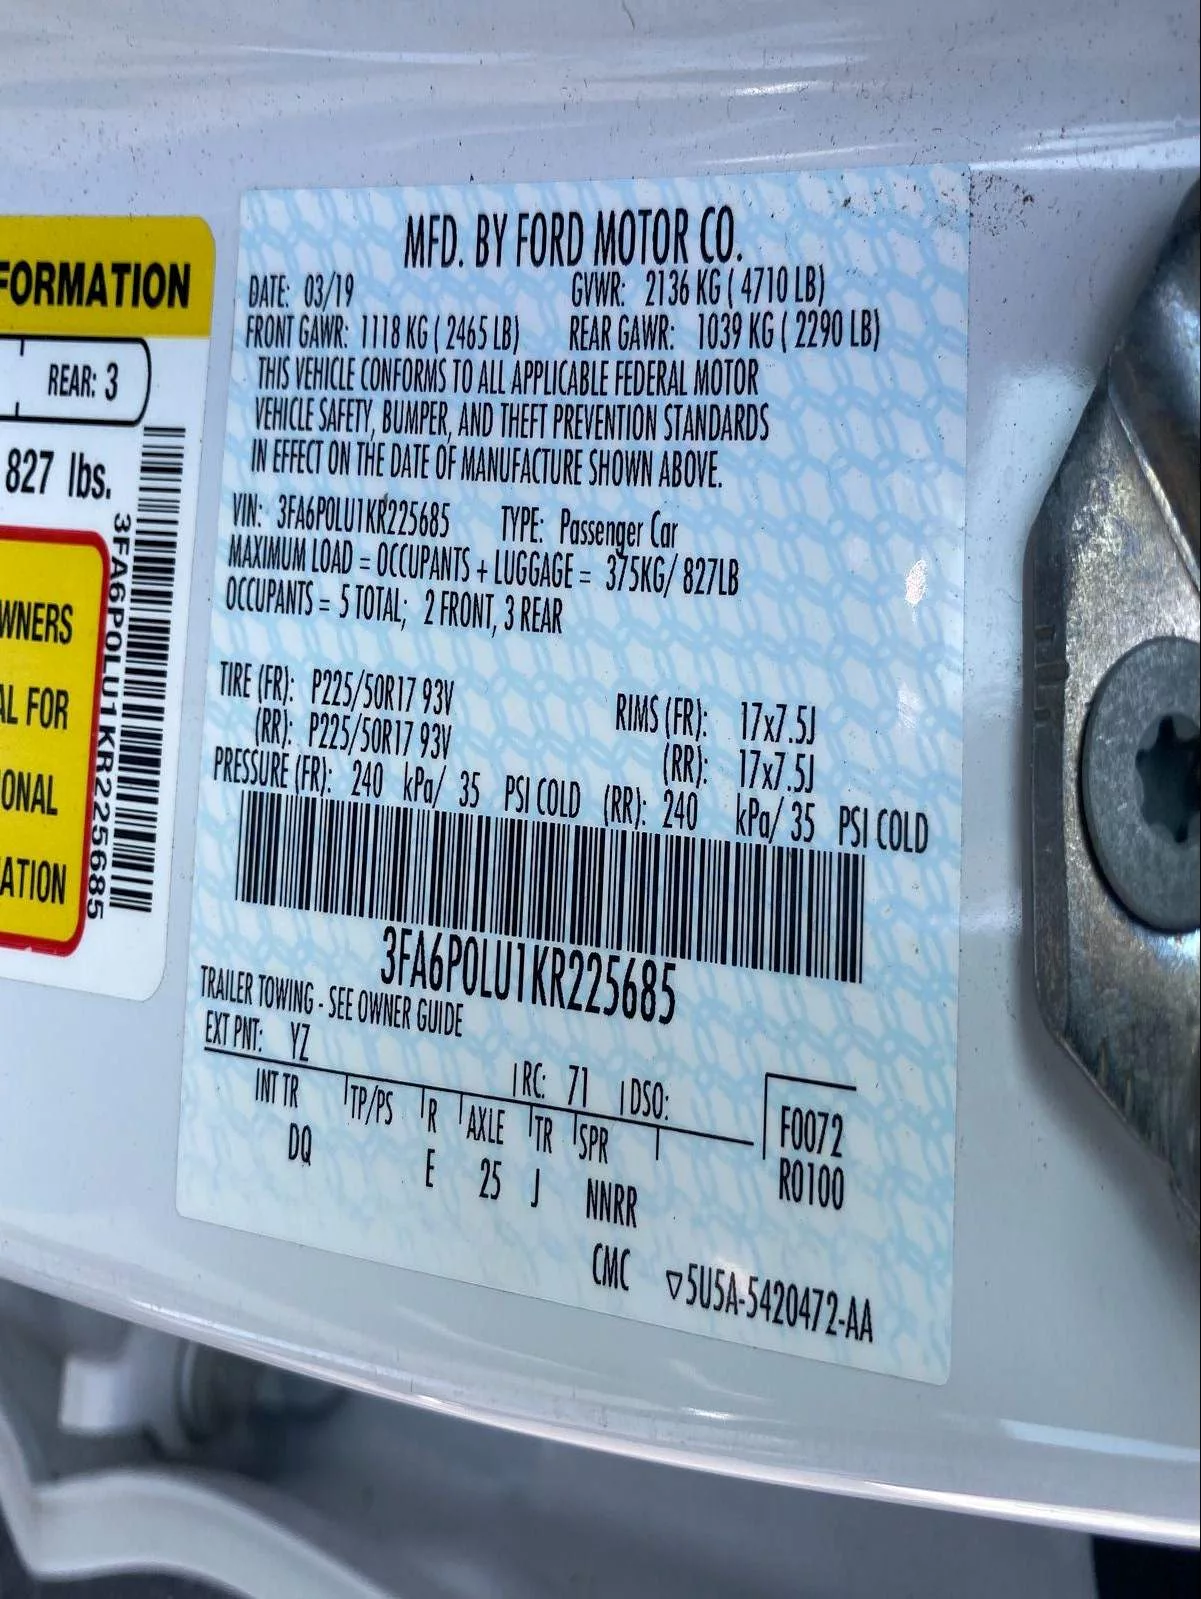 FORMATION
REAR: 3
827 lbs.
3FA6P0LU1KR225685
WNERS
AL FOR
ONAL
ATION
MFD. BY FORD MOTOR CO.
DATE: 03/19 GVWR: 2136 KG ( 4710 LB)
FRONT GAWR: 1118 KG ( 2465 LB) REAR GAWR: 1039 KG ( 2290 LB)
THIS VEHICLE CONFORMS TO ALL APPLICABLE FEDERAL MOTOR
VEHICLE SAFETY, BUMPER, AND THEFT PREVENTION STANDARDS
IN EFFECT ON THE DATE OF MANUFACTURE SHOWN ABOVE.
VIN: 3FA6P0LU1KR225685 TYPE: Passenger Car
MAXIMUM LOAD = OCCUPANTS + LUGGAGE = 375KG/ 827LB
OCCUPANTS = 5 TOTAL; 2 FRONT, 3 REAR
TIRE (FR): P225/50R17 93V RIMS (FR): 17x7.5J
(RR): P225/50R17 93V (RR): 17x7.5J
PRESSURE (FR): 240 kPa/ 35 PSI COLD (RR): 240 kPa/ 35 PSI COLD
3FA6P0LU1KR225685
TRAILER TOWING - SEE OWNER GUIDE
EXT PNT: YZ RC: 71 DSO:
INT TR TP/PS R AXLE TR SPR F0072
DQ E 25 J NNRR R0100
CMC ▽5U5A-5420472-AA